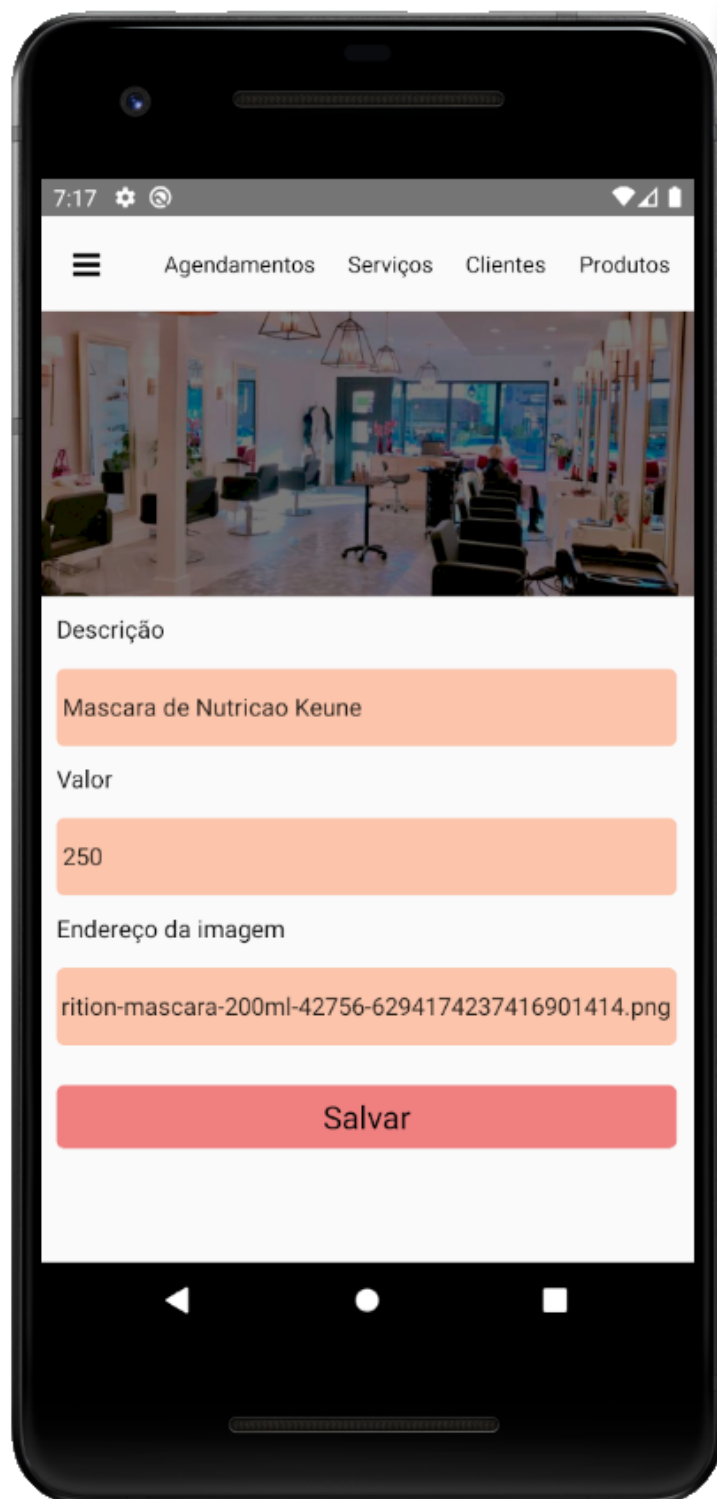 7:17
Agendamentos Serviços Clientes Produtos
Descrição
Mascara de Nutricao Keune
Valor
250
Endereço da imagem
rition-mascara-200ml-42756-6294174237416901414.png
Salvar